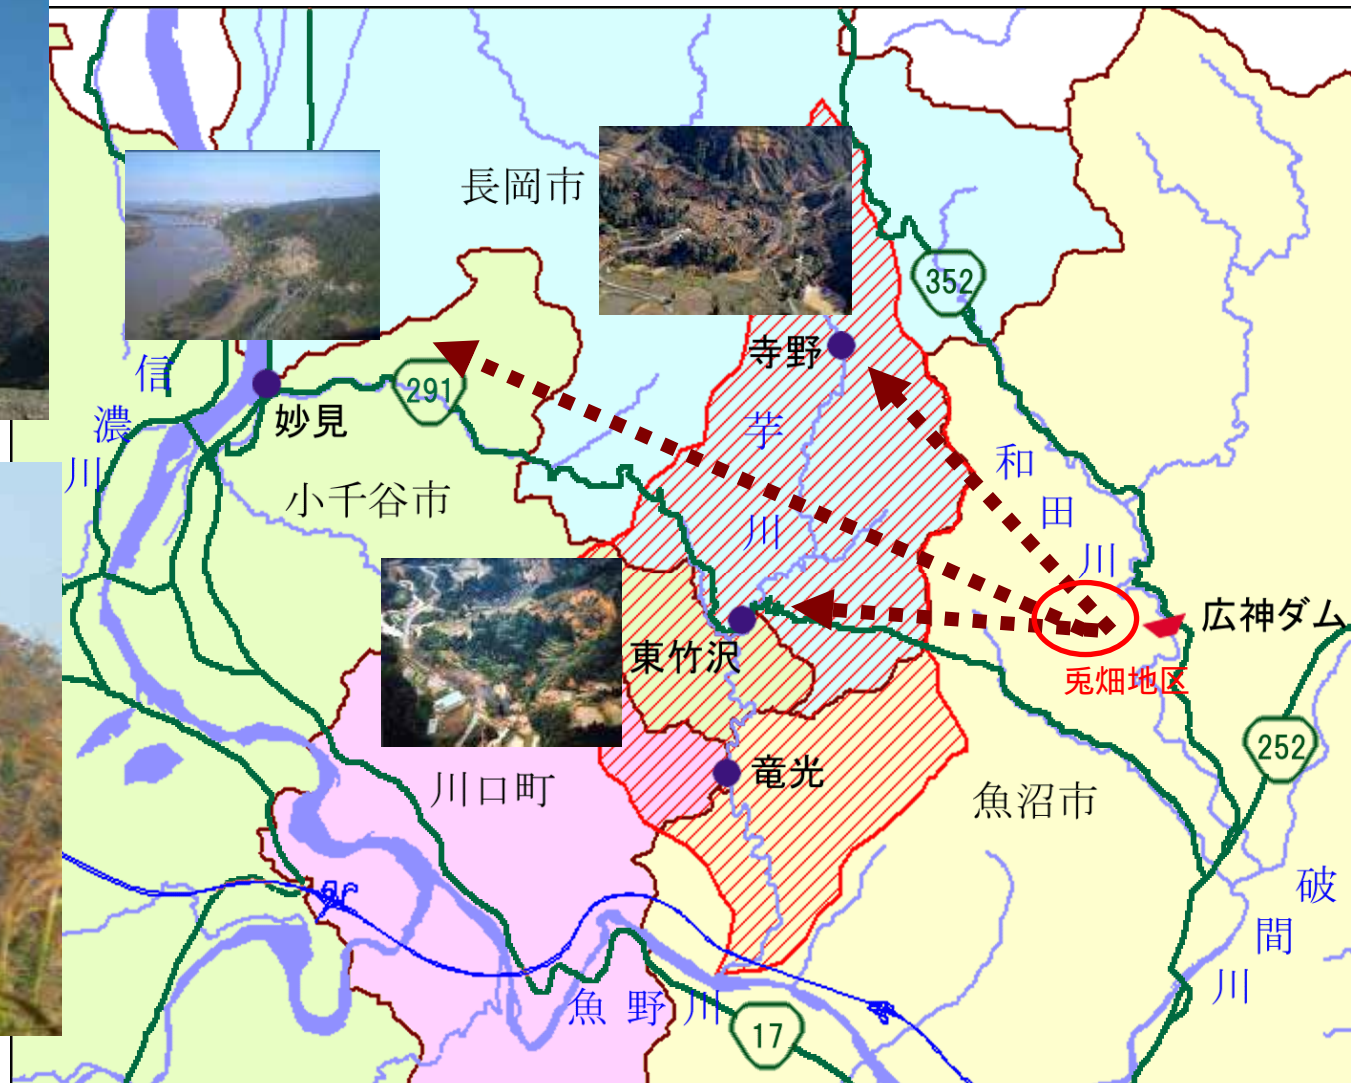 長岡市
352
寺野
信濃川
291
妙見
芋川
和田川
小千谷市
広神ダム
東竹沢
兎畑地区
252
竜光
川口町
魚沼市
破間川
魚野川
17